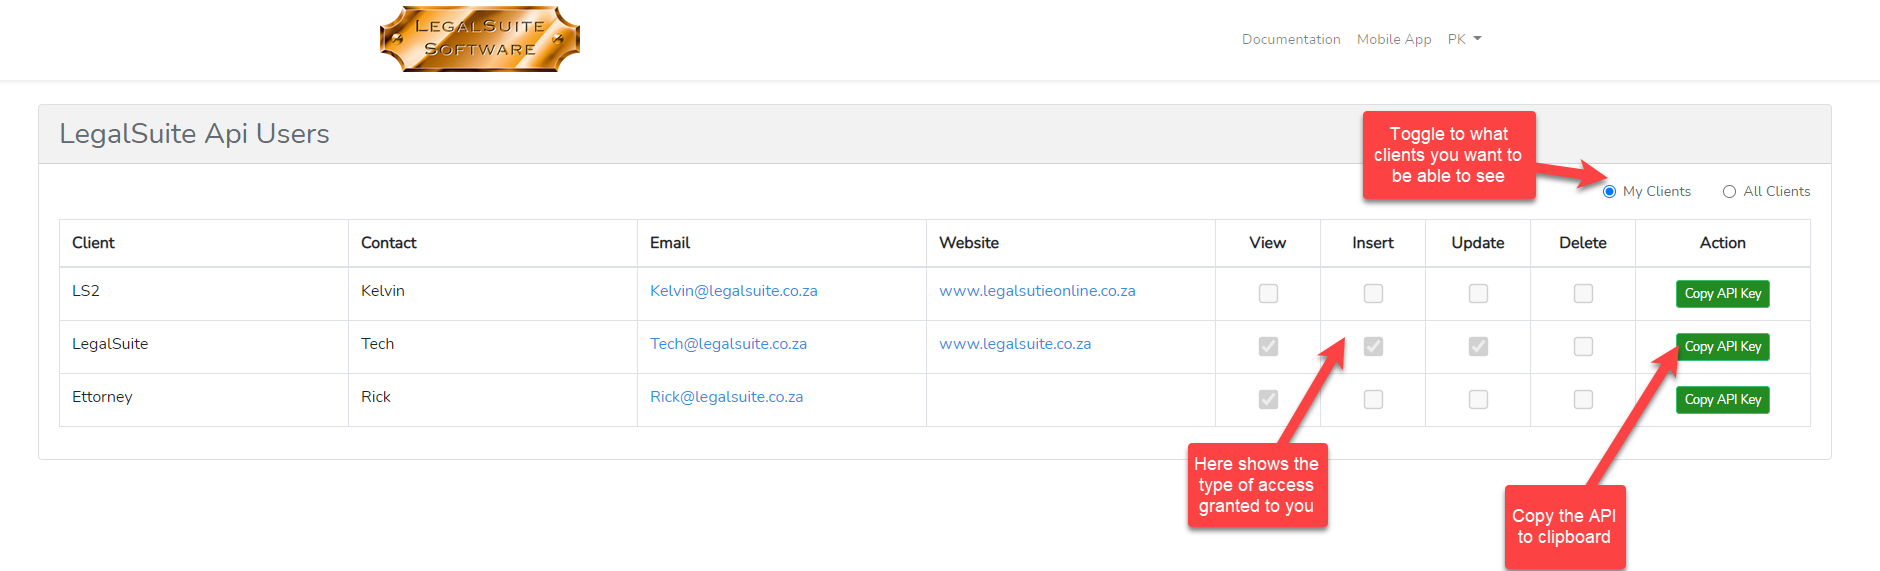 LEGALSUITE
SOFTWARE
Documentation Mobile App PK
LegalSuite Api Users
Toggle to what
clients you want to
be able to see
My Clients All Clients
Client Contact Email Website View Insert Update Delete Action
LS2 Kelvin Kelvin@legalsuite.co.za www.legalsutieonline.co.za Copy API Key
LegalSuite Tech Tech@legalsuite.co.za www.legalsuite.co.za Copy API Key
Ettorney Rick Rick@legalsuite.co.za Copy API Key
Here shows the
type of access
granted to you
Copy the API
to clipboard